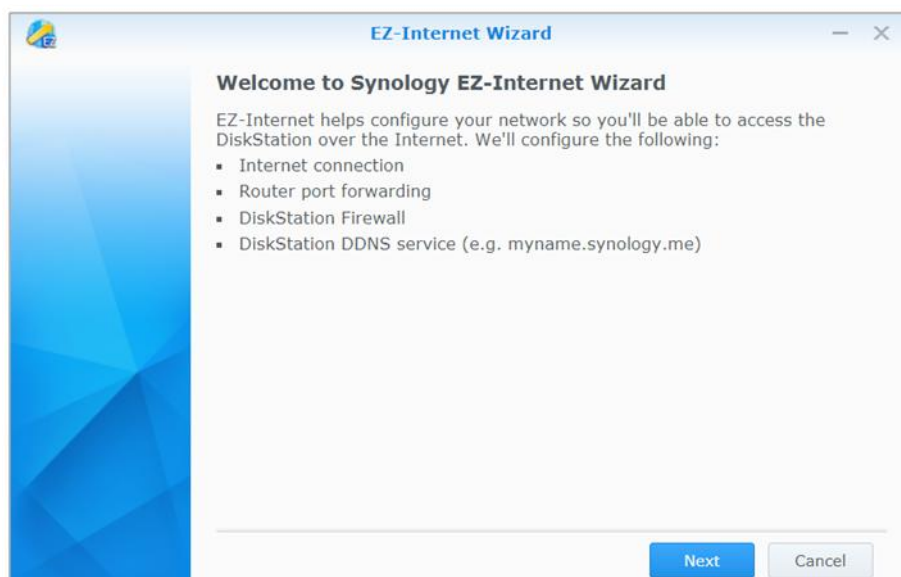 EZ
EZ-Internet Wizard
Welcome to Synology EZ-Internet Wizard
EZ-Internet helps configure your network so you'll be able to access the
DiskStation over the Internet. We'll configure the following:
▪ Internet connection
▪ Router port forwarding
▪ DiskStation Firewall
▪ DiskStation DDNS service (e.g. myname.synology.me)
Next
Cancel